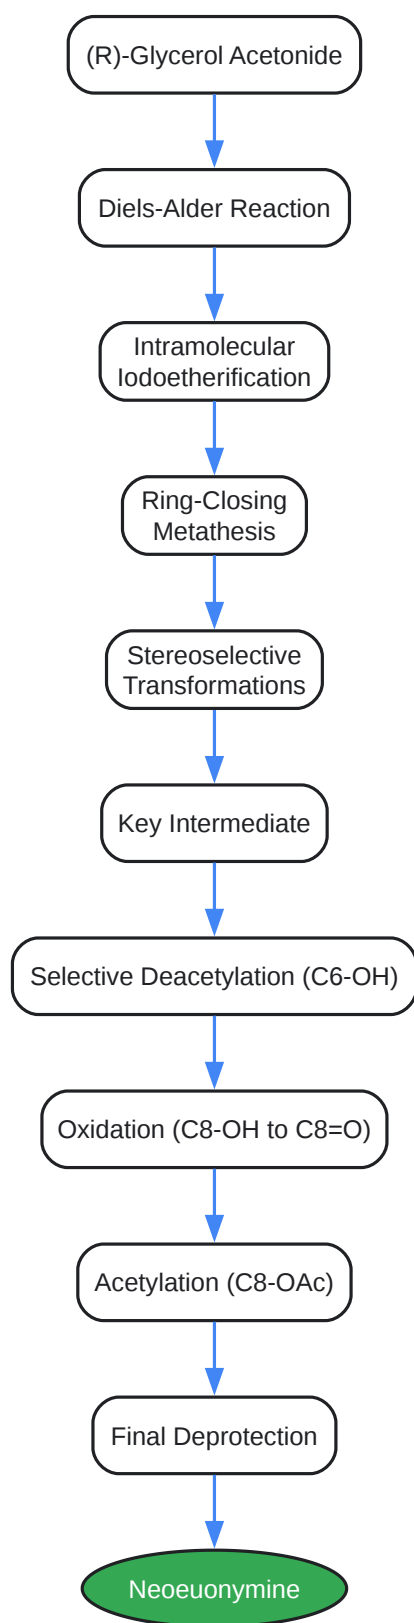 (R)-Glycerol Acetonide
Diels-Alder Reaction
Intramolecular
Iodoetherification
Ring-Closing
Metathesis
Stereoselective
Transformations
Key Intermediate
Selective Deacetylation (C6-OH)
Oxidation (C8-OH to C8=O)
Acetylation (C8-OAc)
Final Deprotection
Neoeuonymine